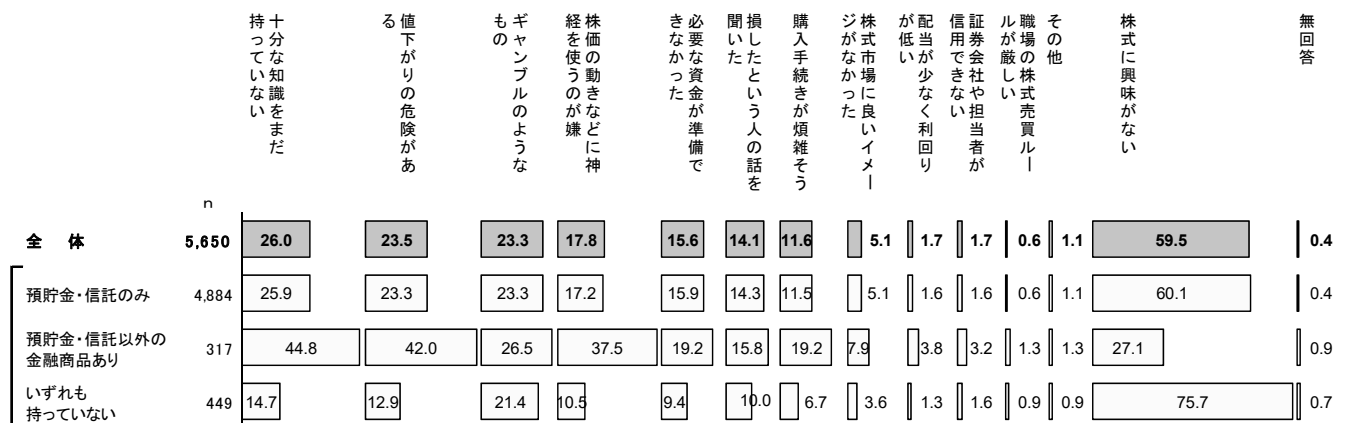 十分な知識をまだ
持っていない
値下がりの危険があ
る
ギャンブルのような
もの
株価の動きなどに神
経を使うのが嫌
必要な資金が準備で
きなかった
損したという人の話を
聞いた
購入手続きが煩雑そう
株式市場に良いイメー
ジがなかった
配当が少なく利回り
が低い
証券会社や担当者が
信用できない
職場の株式売買ルー
ルが厳しい
その他
株式に興味がない
無回答
n
全 体 5,650 26.0 23.5 23.3 17.8 15.6 14.1 11.6 5.1 1.7 1.7 0.6 1.1 59.5 0.4
預貯金・信託のみ 4,884 25.9 23.3 23.3 17.2 15.9 14.3 11.5 5.1 1.6 1.6 0.6 1.1 60.1 0.4
預貯金・信託以外の
金融商品あり 317 44.8 42.0 26.5 37.5 19.2 15.8 19.2 7.9 3.8 3.2 1.3 1.3 27.1 0.9
いずれも
持っていない 449 14.7 12.9 21.4 10.5 9.4 10.0 6.7 3.6 1.3 1.6 0.9 0.9 75.7 0.7